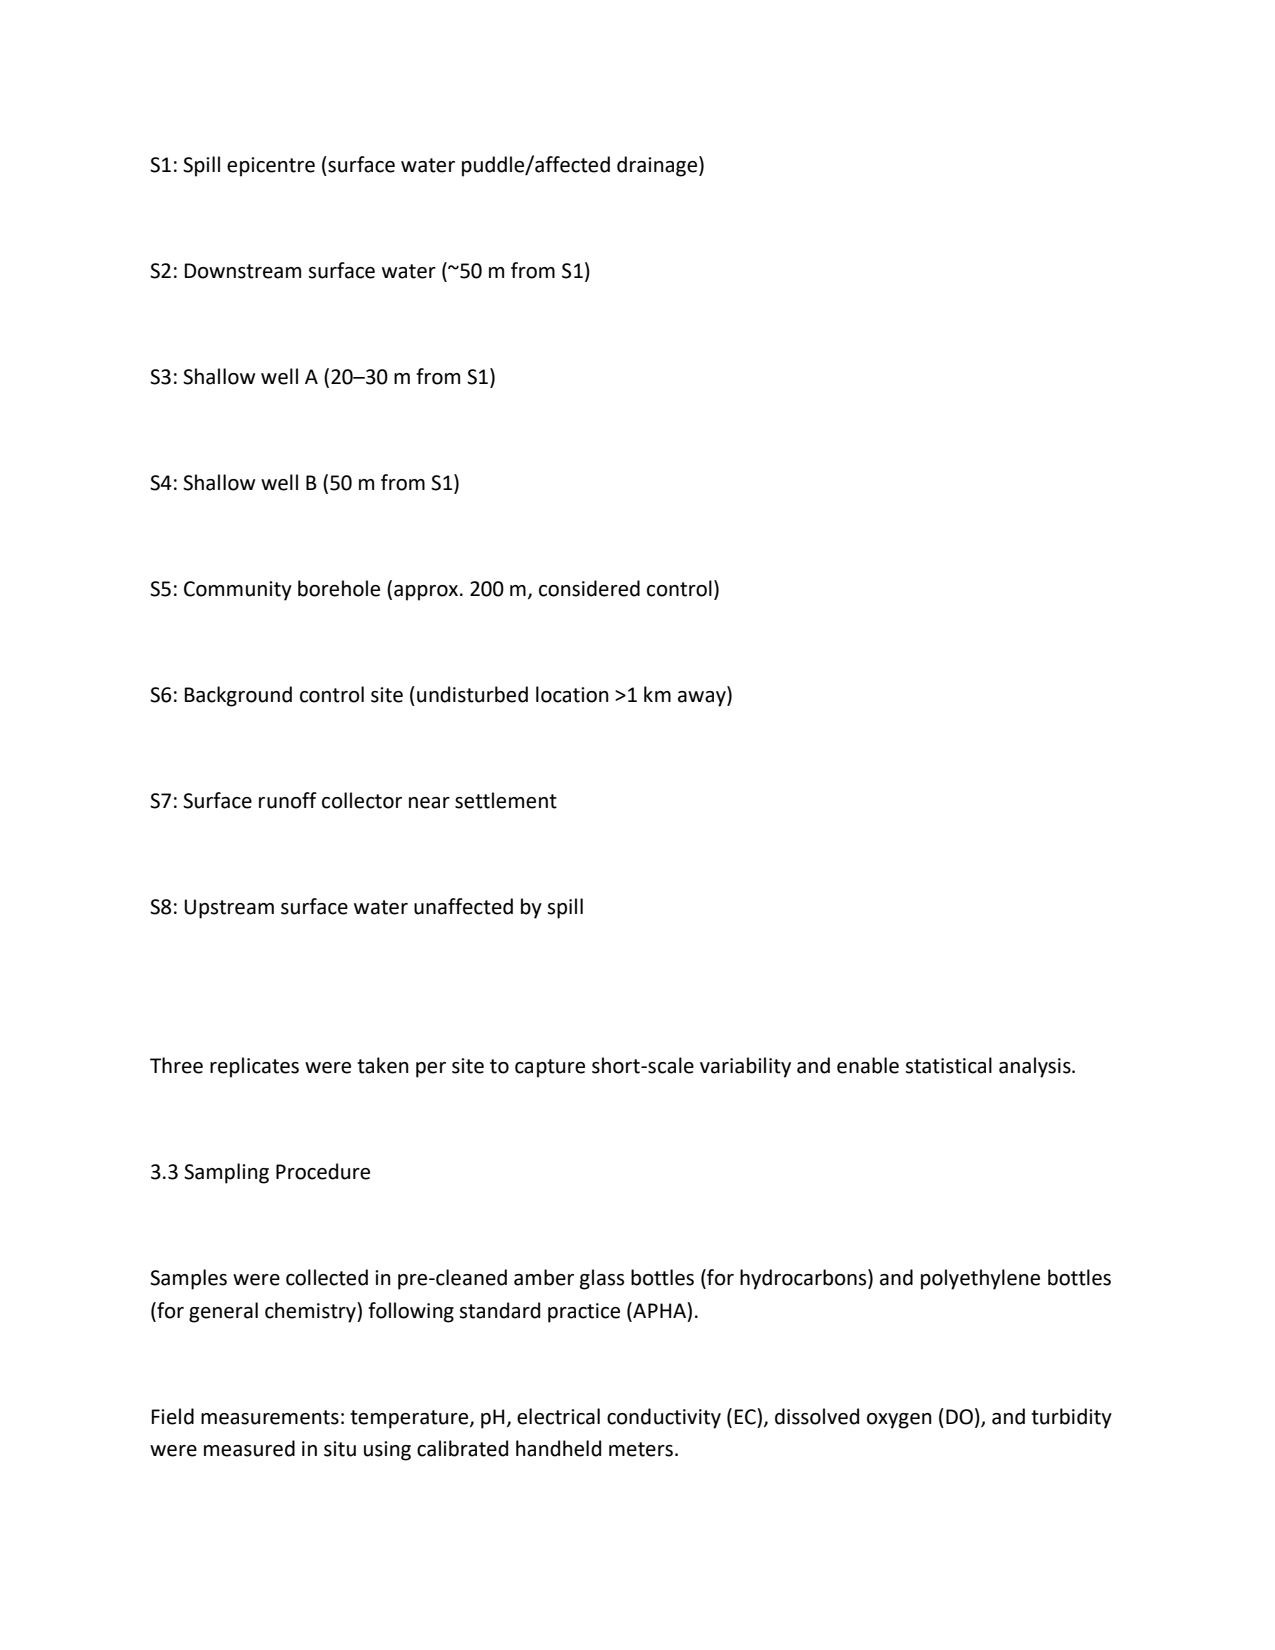 S1: Spill epicentre (surface water puddle/affected drainage)
S2: Downstream surface water (~50 m from S1)
S3: Shallow well A (20–30 m from S1)
S4: Shallow well B (50 m from S1)
S5: Community borehole (approx. 200 m, considered control)
S6: Background control site (undisturbed location >1 km away)
S7: Surface runoff collector near settlement
S8: Upstream surface water unaffected by spill
Three replicates were taken per site to capture short-scale variability and enable statistical analysis.
3.3 Sampling Procedure
Samples were collected in pre-cleaned amber glass bottles (for hydrocarbons) and polyethylene bottles
(for general chemistry) following standard practice (APHA).
Field measurements: temperature, pH, electrical conductivity (EC), dissolved oxygen (DO), and turbidity
were measured in situ using calibrated handheld meters.